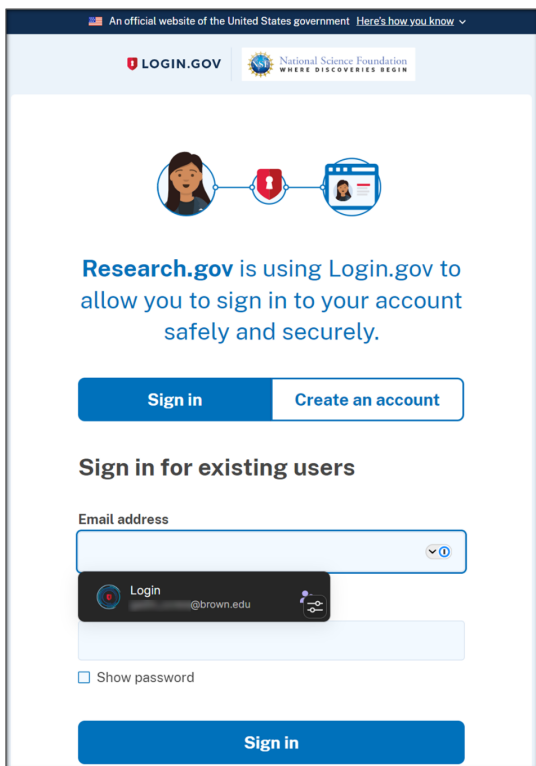 An official website of the United States government Here's how you know
LOGIN.GOV
National Science Foundation
WHERE DISCOVERIES BEGIN
Research.gov is using Login.gov to
allow you to sign in to your account
safely and securely.
Sign in Create an account
Sign in for existing users
Email address
Login
@brown.edu
Show password
Sign in